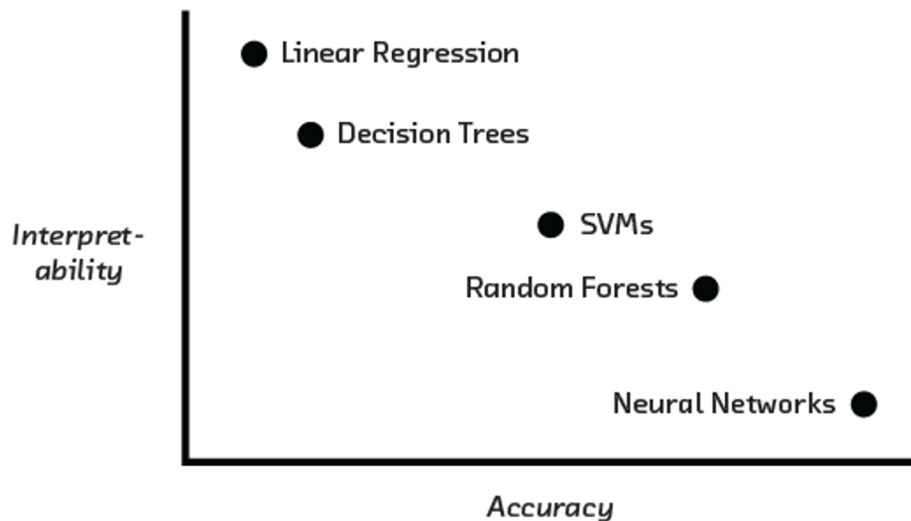 Linear Regression
Decision Trees
Interpret-
ability
SVMs
Random Forests
Neural Networks
Accuracy